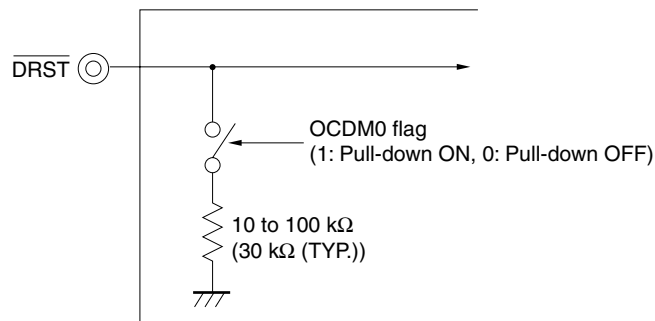 DRST
OCDM0 flag
(1: Pull-down ON, 0: Pull-down OFF)
10 to 100 kΩ
(30 kΩ (TYP.))